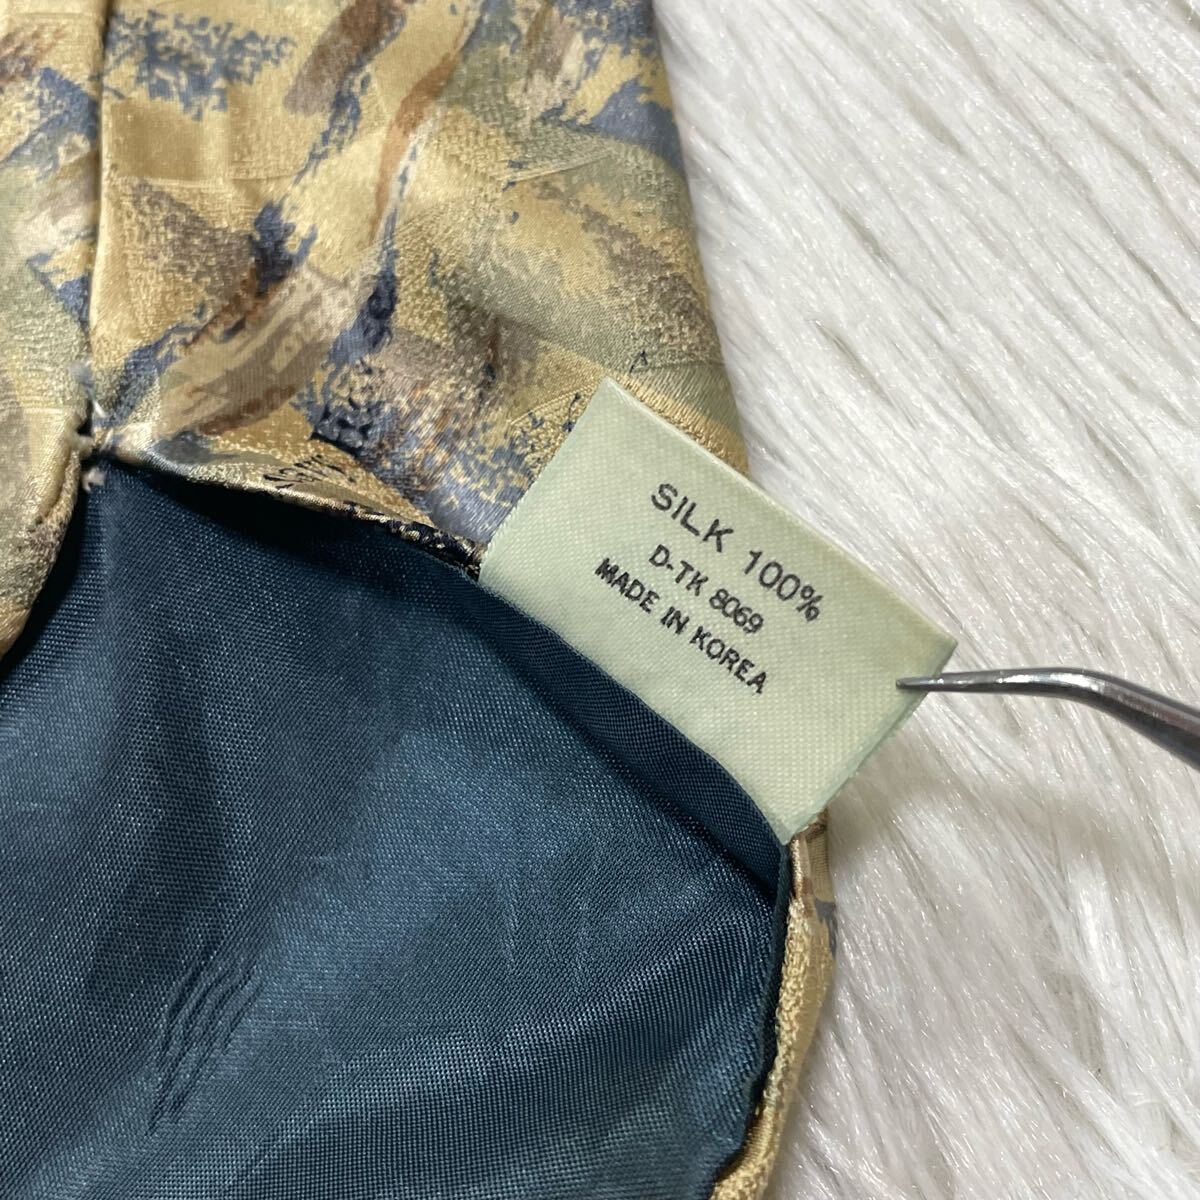 SILK 100%
D-TK 8069
MADE IN KOREA